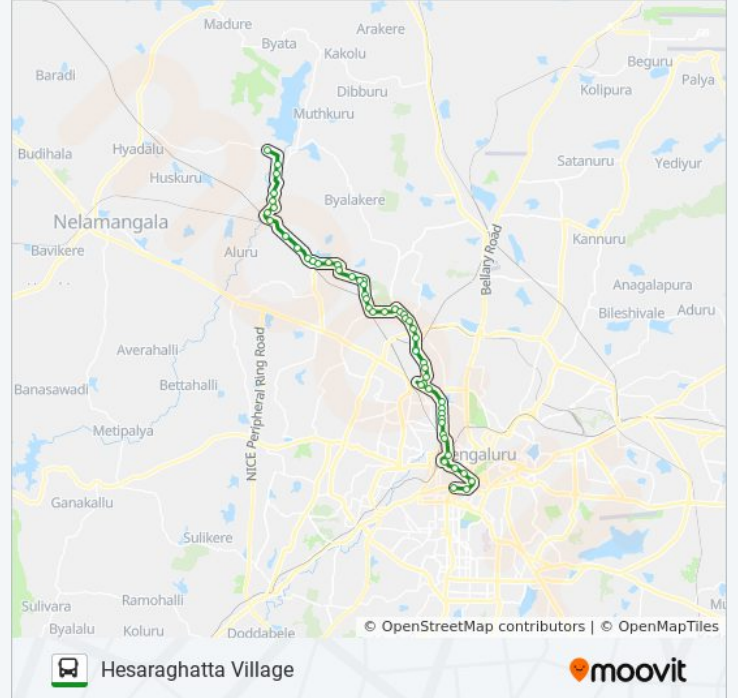 Madure
Arakere
Byata
Kakolu
Beguru
Baradi
Palya
Dibburu
Kolipura
Muthkuru
Budihala
Hyadalu
Satanuru
Yediyur
Huskuru
Byalakere
Nelamangala
Kannuru
Bavikere
Aluru
Bellary Road
Anagalapura
Bileshivale
Aduru
Averahalli
NICE Peripheral Ring Road
Banasawadi
Bettahalli
Metipalya
engaluru
Ganakallu
Sulikere
Sulivara
Ramohalli
Mu
Byalalu
Koluru
Doddabele
© OpenStreetMap contributors | © OpenMapTiles
Hesaraghatta Village
moovit